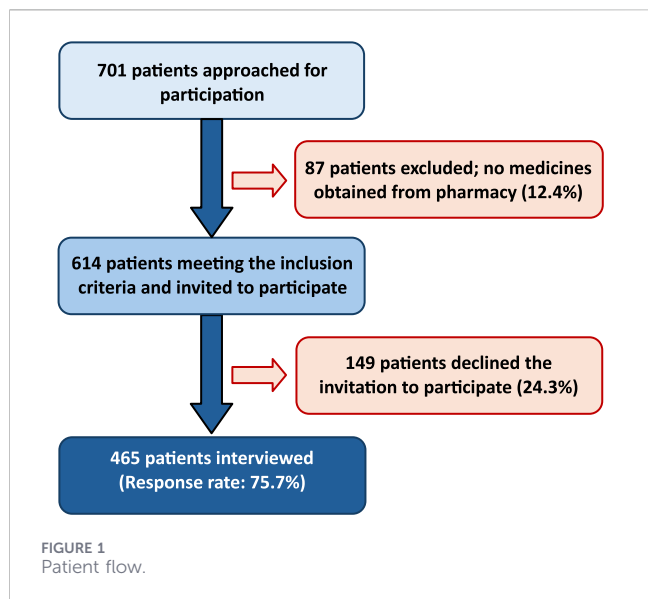 701 patients approached for
participation
87 patients excluded; no medicines
obtained from pharmacy (12.4%)
614 patients meeting the inclusion
criteria and invited to participate
149 patients declined the
invitation to participate (24.3%)
465 patients interviewed
(Response rate: 75.7%)
FIGURE 1
Patient flow.